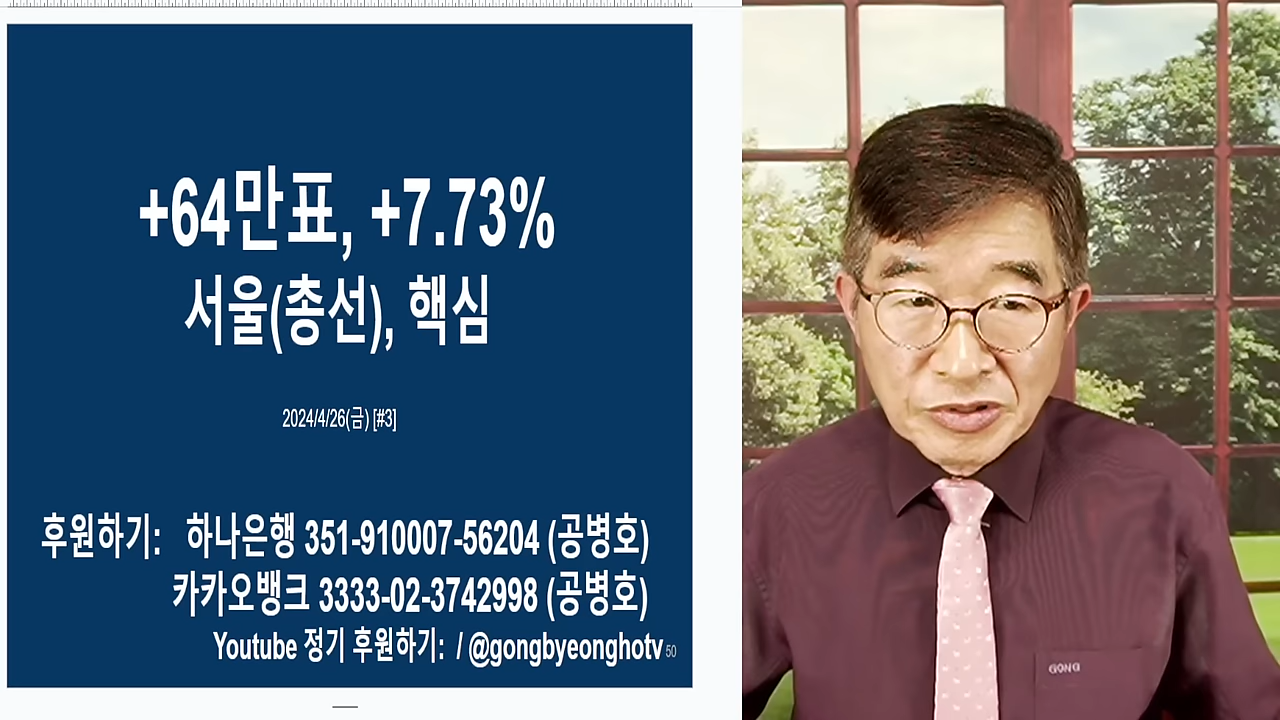 +64만표, +7.73%
서울(총선), 핵심
2024/4/26(금) [#3]
후원하기: 하나은행 351-910007-56204 (공병호)
카카오뱅크 3333-02-3742998 (공병호)
Youtube 정기 후원하기: / @gongbyeonghotv
50
GONG